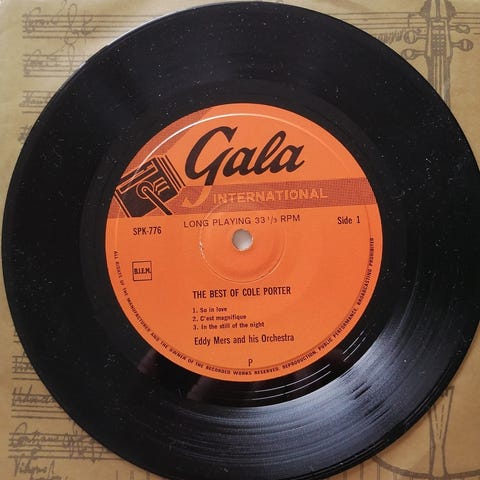 Gala
INTERNATIONAL
LONG PLAYING 33 1/3 RPM
SPK-776
Side 1
B.I.E.M.
THE BEST OF COLE PORTER
1. So in love
2. C'est magnifique
3. In the still of the night
Eddy Mers and his Orchestra
P
ALL RIGHTS OF THE MANUFACTURER AND THE OWNER OF THE RECORDED WORKS RESERVED. REPRODUCTION, PUBLIC PERFORMANCE, BROADCASTING PROHIBITED